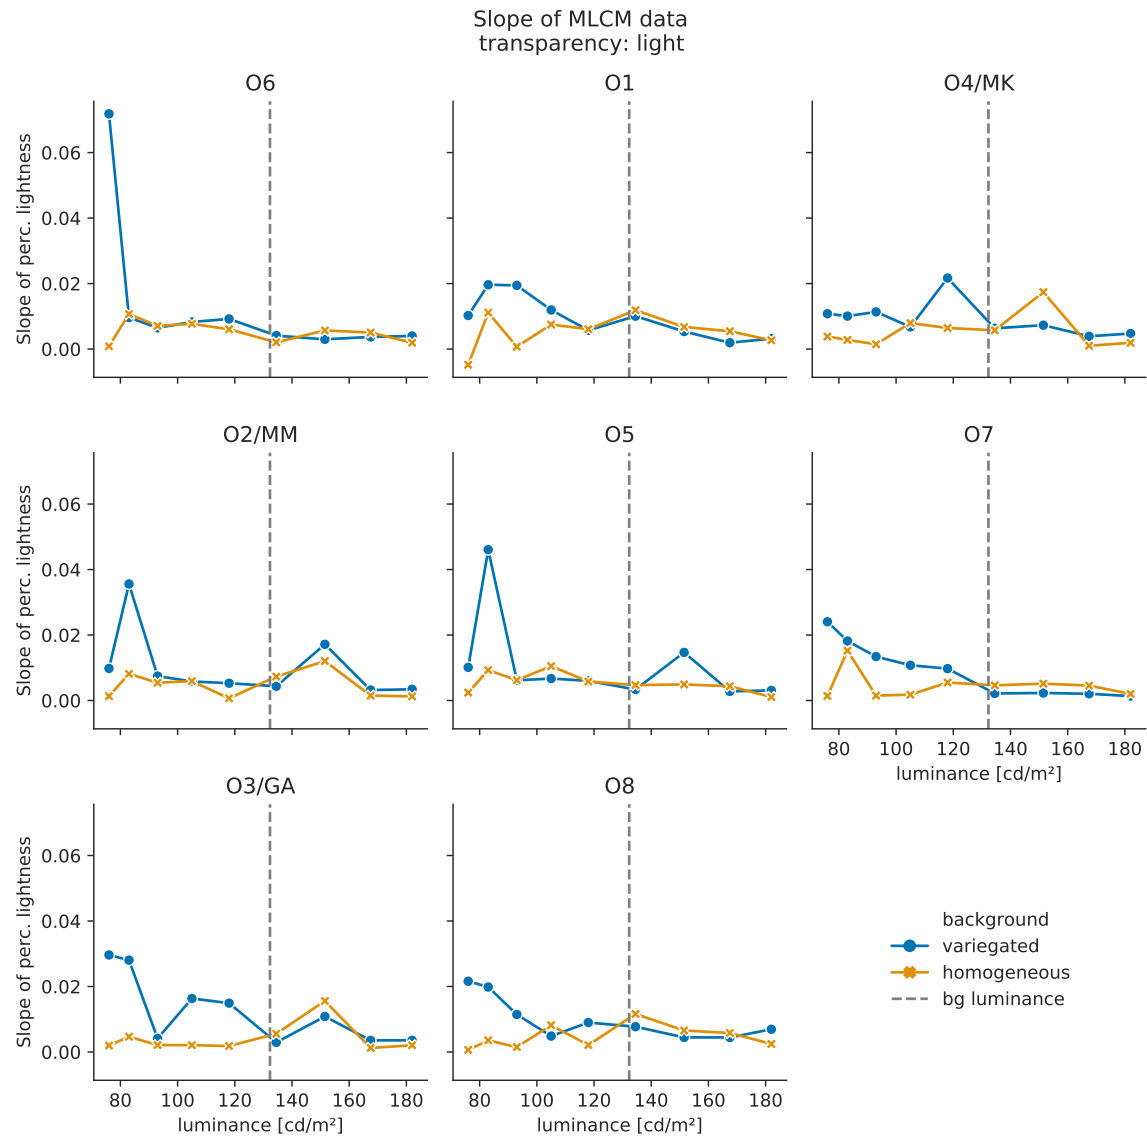 Slope of MLCM data
transparency: light
O6
O1
O4/MK
Slope of perc. lightness
0.06
0.04
0.02
0.00
O2/MM
O5
O7
Slope of perc. lightness
0.06
0.04
0.02
0.00
80 100 120 140 160 180
luminance [cd/m²]
O3/GA
O8
Slope of perc. lightness
0.06
0.04
0.02
0.00
80 100 120 140 160 180
luminance [cd/m²]
80 100 120 140 160 180
luminance [cd/m²]
background
variegated
homogeneous
bg luminance